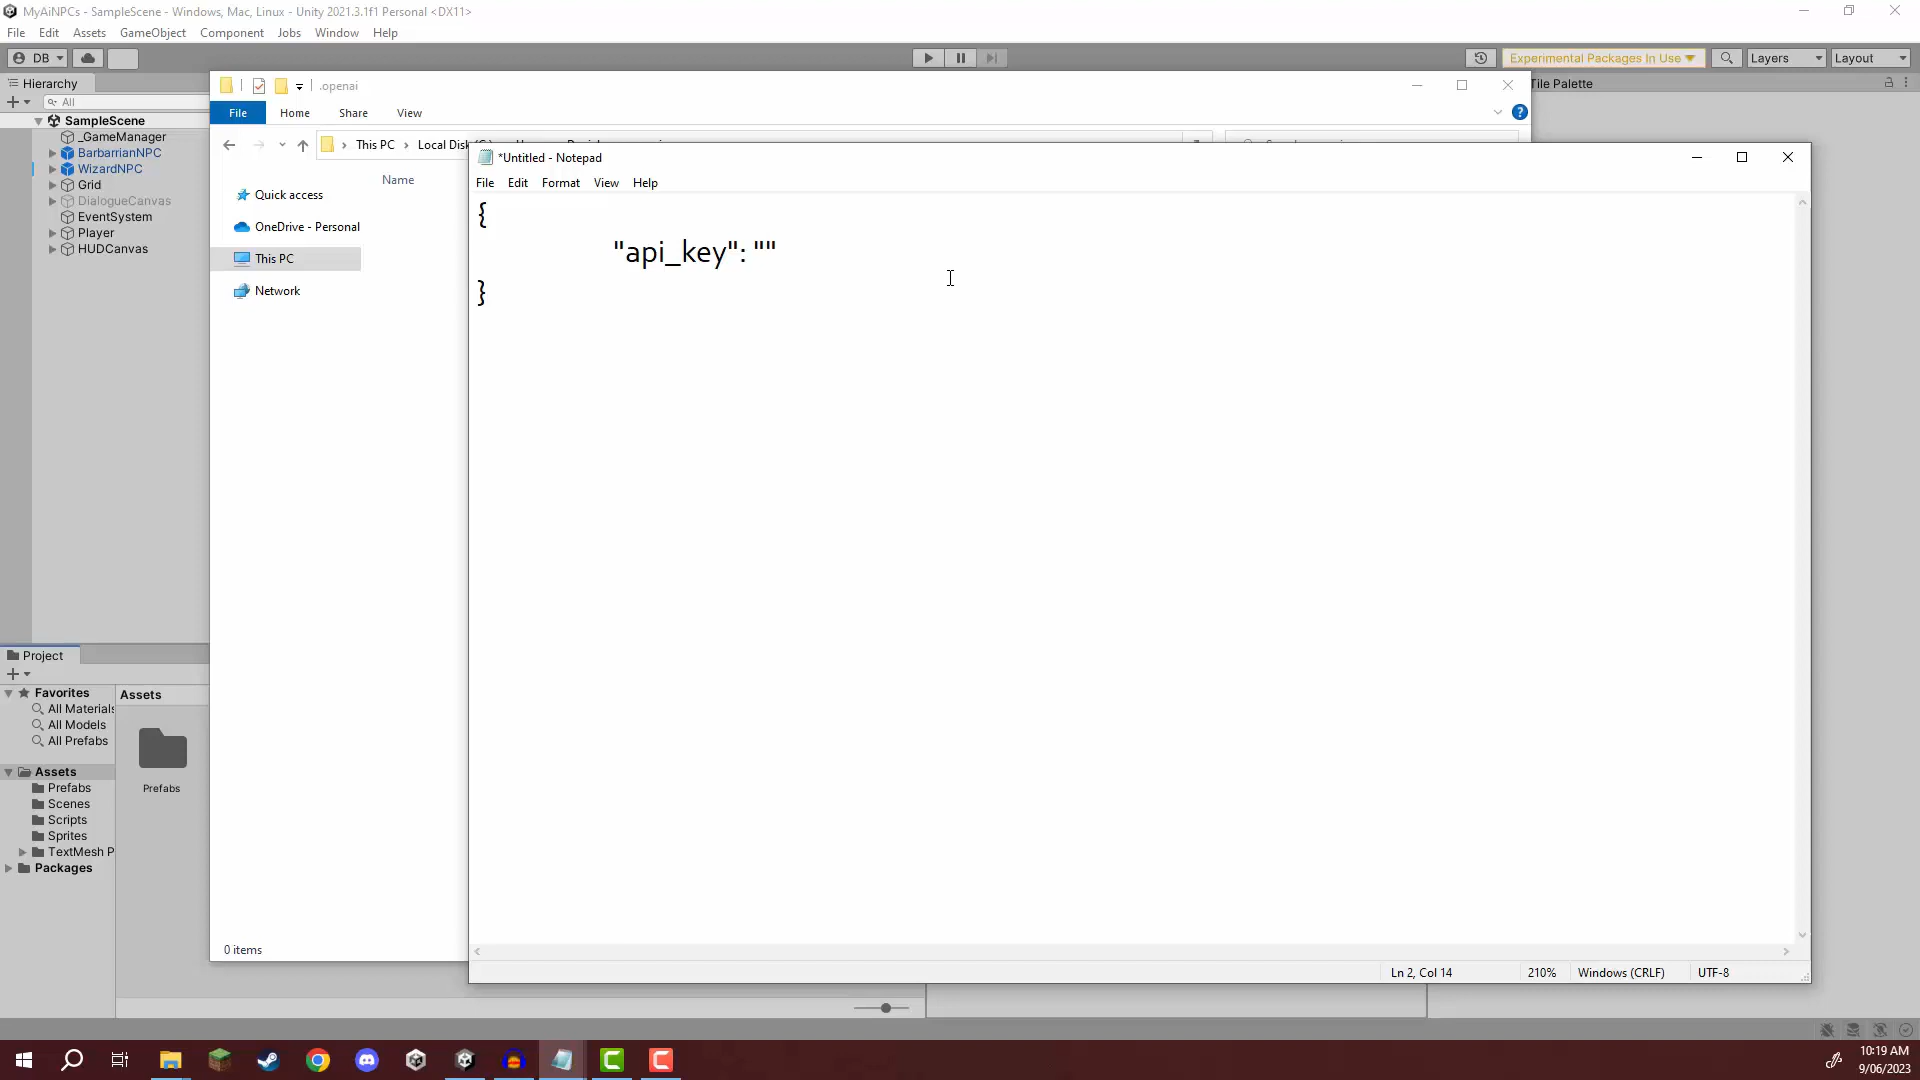 MyAiNPCs - SampleScene - Windows, Mac, Linux - Unity 2021.3.1f1 Personal <DX11>
File Edit Assets GameObject Component Jobs Window Help
DB
Experimental Packages In Use
Layers
Layout
Hierarchy
All
SampleScene
_GameManager
BarbarrianNPC
WizardNPC
Grid
DialogueCanvas
EventSystem
Player
HUDCanvas
Tile Palette
.openai
File Home Share View
This PC
Name
Quick access
OneDrive - Personal
This PC
Network
0 items
*Untitled - Notepad
File Edit Format View Help
{
"api_key": ""
}
Ln 2, Col 14
210%
Windows (CRLF)
UTF-8
Project
Favorites
All Materials
All Models
All Prefabs
Assets
Prefabs
Scenes
Scripts
Sprites
TextMesh P
Packages
Assets
Prefabs
10:19 AM
9/06/2023